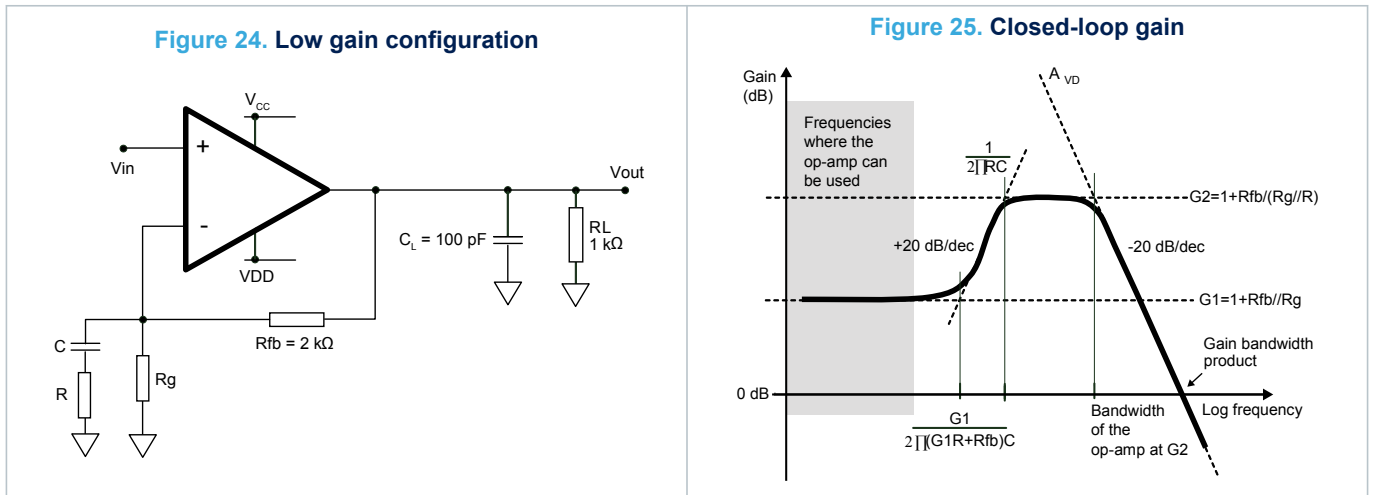 Figure 24. Low gain configuration
Vcc
+
Vin
Vout
-
CL = 100 pF
RL
1 kΩ
VDD
C
Rfb = 2 kΩ
R
Rg
Figure 25. Closed-loop gain
Gain
(dB)
A VD
Frequencies
where the
op-amp can
be used
1
2∏RC
G2=1+Rfb/(Rg//R)
+20 dB/dec
-20 dB/dec
G1=1+Rfb//Rg
Gain bandwidth
product
0 dB
Log frequency
G1
2∏(G1R+Rfb)C
Bandwidth
of the
op-amp at G2